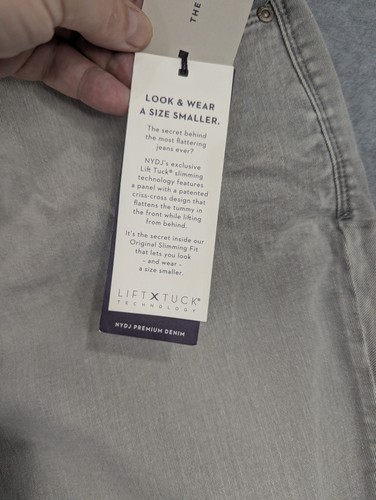 THE
LOOK & WEAR
A SIZE SMALLER.
The secret behind
the most flattering
jeans ever?
NYDJ's exclusive
Lift Tuck® slimming
technology features
a panel with a patented
criss-cross design that
flattens the tummy in
the front while lifting
from behind.
It's the secret inside our
Original Slimming Fit
that lets you look
- and wear -
a size smaller.
LIFTXTUCK®
TECHNOLOGY
NYDJ PREMIUM DENIM